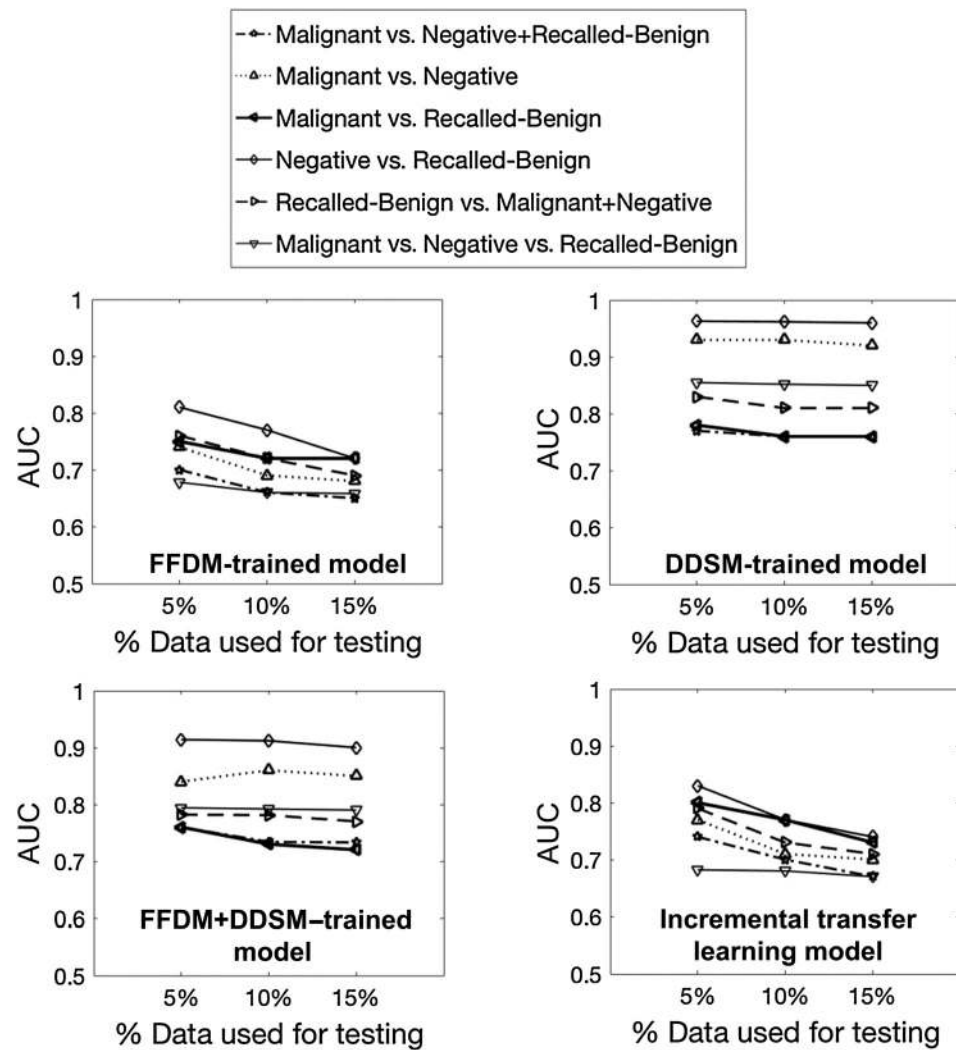 Malignant vs. Negative+Recalled-Benign
Malignant vs. Negative
Malignant vs. Recalled-Benign
Negative vs. Recalled-Benign
Recalled-Benign vs. Malignant+Negative
Malignant vs. Negative vs. Recalled-Benign
1
0.9
0.8
0.7
0.6
0.5
AUC
FFDM-trained model
5% 10% 15%
% Data used for testing
1
0.9
0.8
0.7
0.6
0.5
AUC
DDSM-trained model
5% 10% 15%
% Data used for testing
1
0.9
0.8
0.7
0.6
0.5
AUC
FFDM+DDSM–trained
model
5% 10% 15%
% Data used for testing
1
0.9
0.8
0.7
0.6
0.5
AUC
Incremental transfer
learning model
5% 10% 15%
% Data used for testing